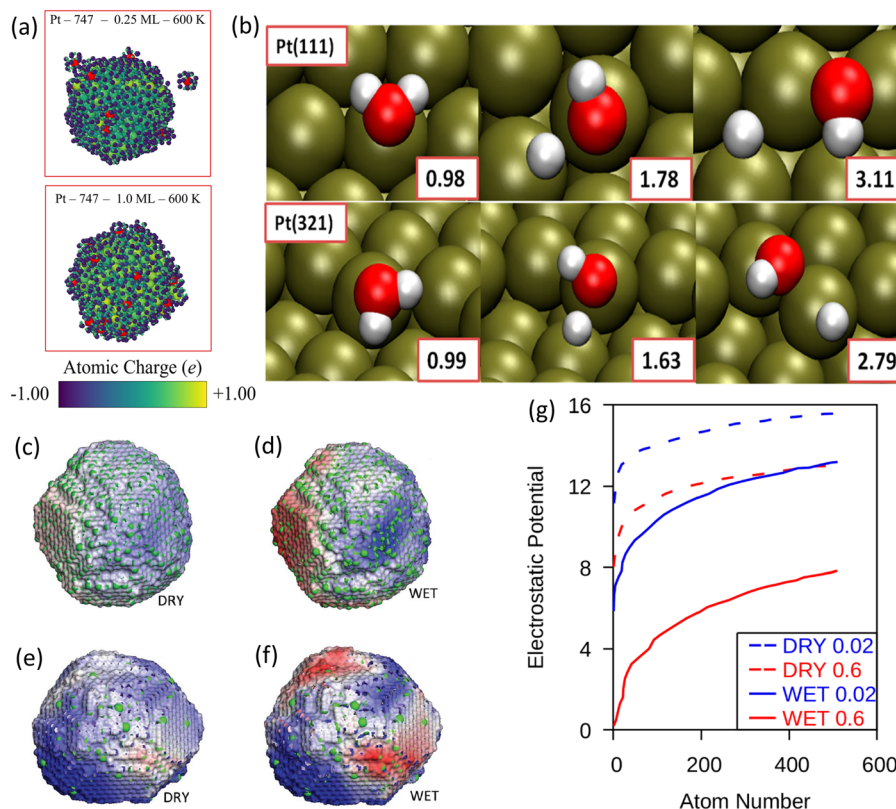 (a)
Pt – 747 – 0.25 ML – 600 K
Pt – 747 – 1.0 ML – 600 K
Atomic Charge (e)
-1.00
+1.00
(b)
Pt(111)
0.98
1.78
3.11
Pt(321)
0.99
1.63
2.79
(c)
DRY
(d)
WET
(e)
DRY
(f)
WET
(g)
Electrostatic Potential
16
12
8
4
0
DRY 0.02
DRY 0.6
WET 0.02
WET 0.6
0
200
400
600
Atom Number